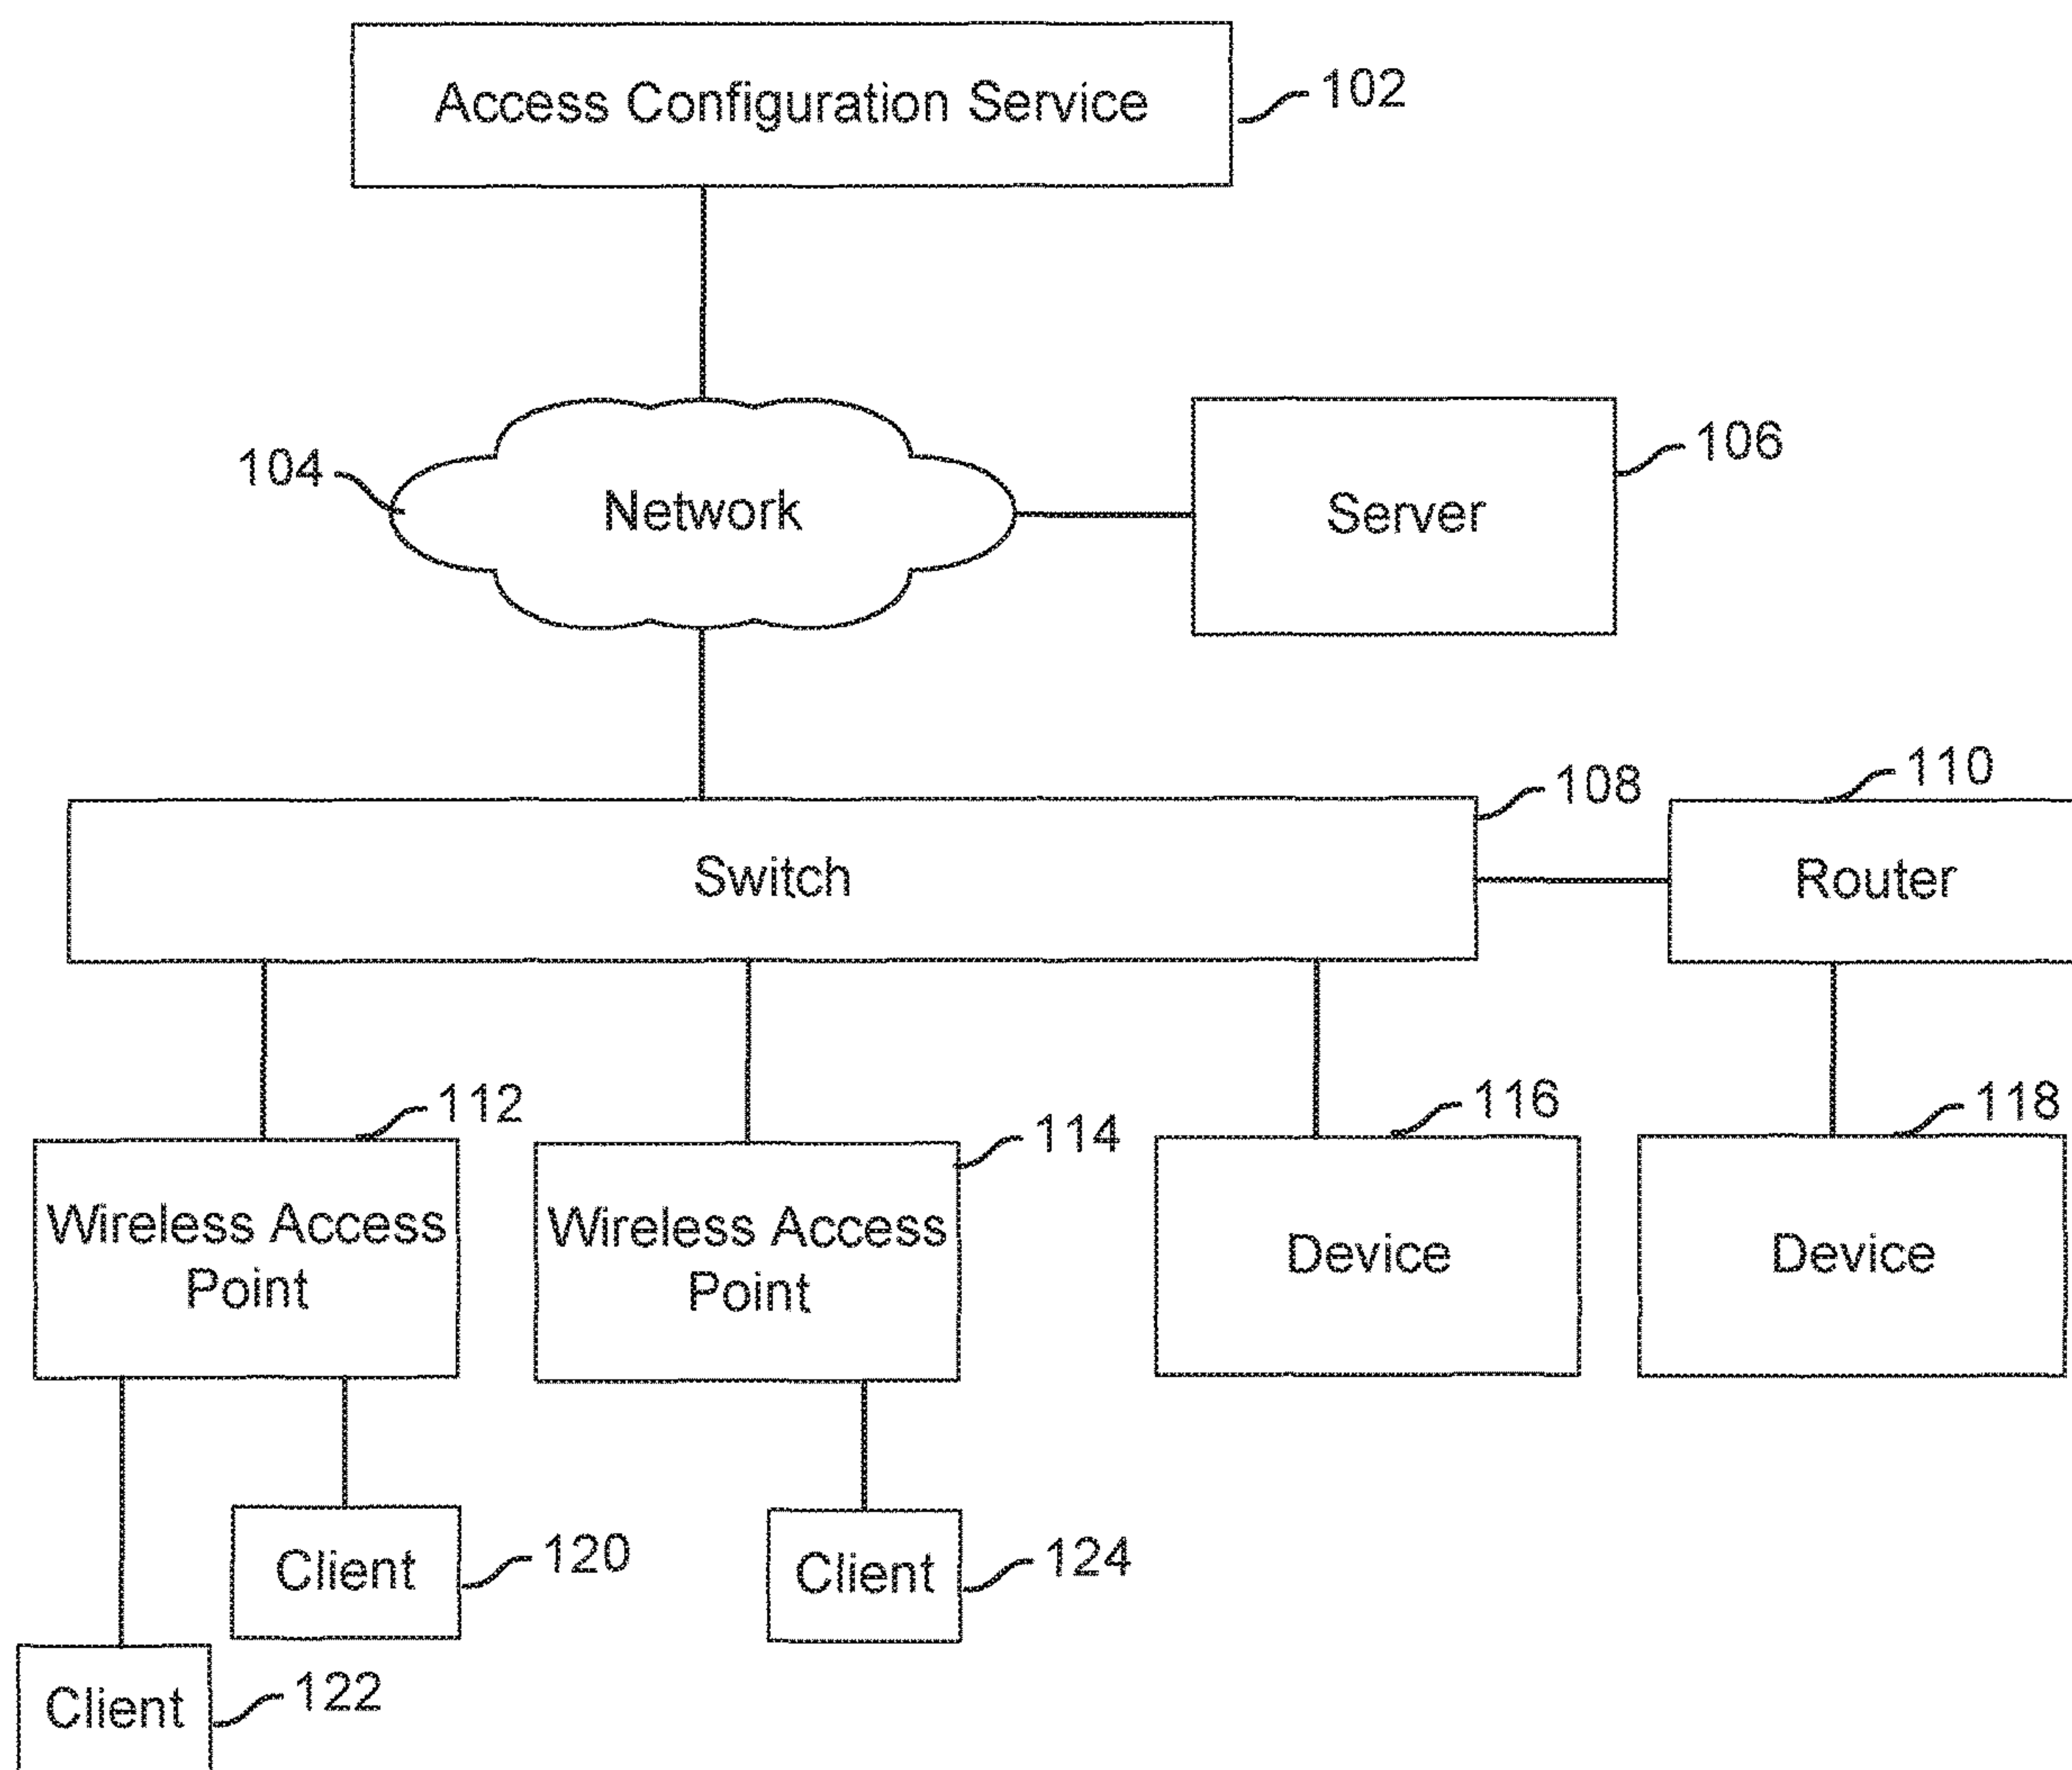 Access Configuration Service
102
104
Network
Server
106
Switch
108
Router
110
112
Wireless Access
Point
114
Wireless Access
Point
116
Device
118
Device
Client
120
Client
124
Client
122